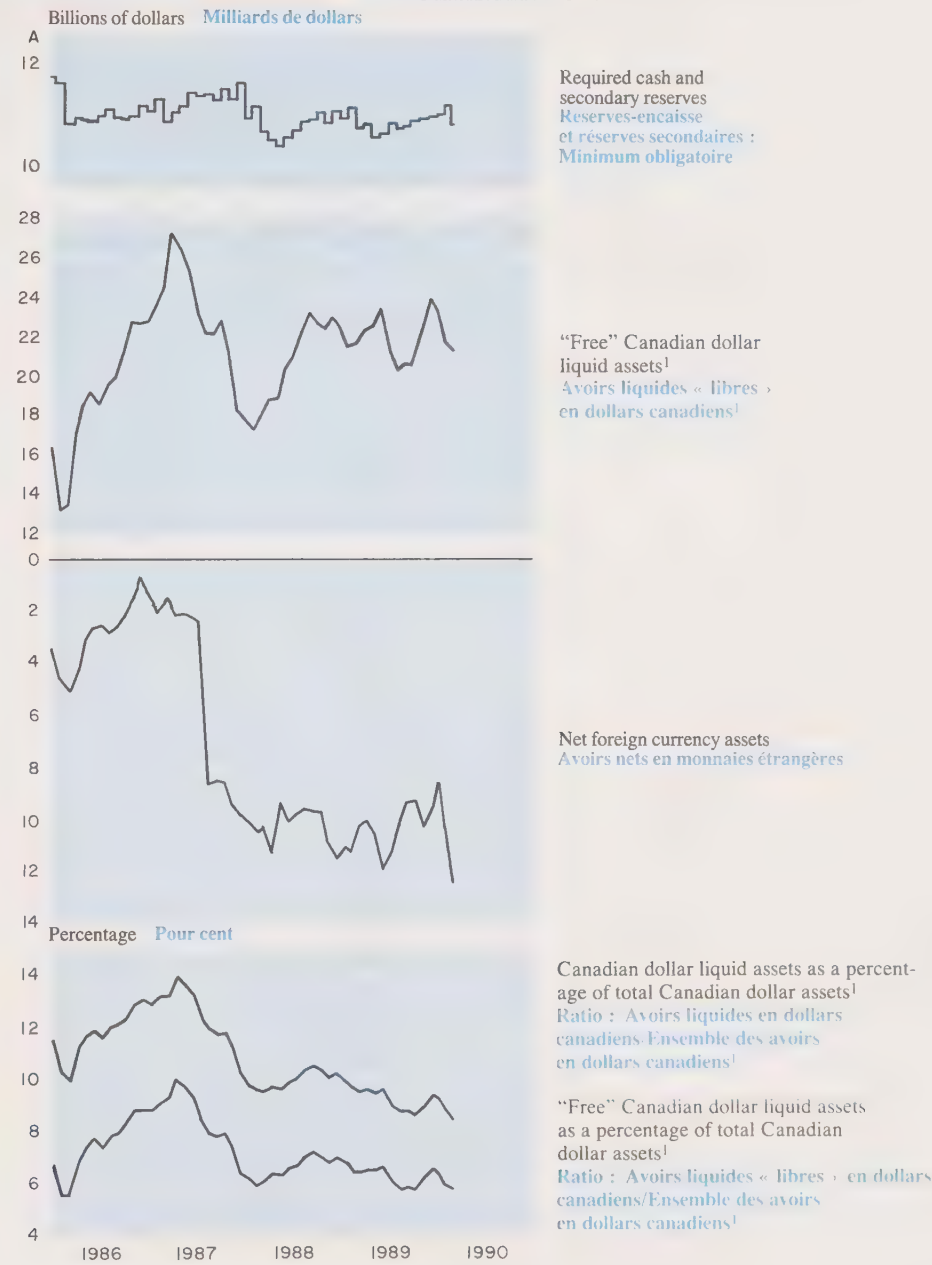 Billions of dollars Milliards de dollars
A
12
10
Required cash and
secondary reserves
Réserves-encaisse
et réserves secondaires :
Minimum obligatoire
28
26
24
22
20
18
16
14
12
0
"Free" Canadian dollar
liquid assets¹
Avoirs liquides « libres »
en dollars canadiens¹
2
4
6
8
10
12
14
Net foreign currency assets
Avoirs nets en monnaies étrangères
Percentage Pour cent
14
12
10
8
6
4
Canadian dollar liquid assets as a percent-
age of total Canadian dollar assets¹
Ratio : Avoirs liquides en dollars
canadiens/Ensemble des avoirs
en dollars canadiens¹
"Free" Canadian dollar liquid assets
as a percentage of total Canadian
dollar assets¹
Ratio : Avoirs liquides « libres » en dollars
canadiens/Ensemble des avoirs
en dollars canadiens¹
1986 1987 1988 1989 1990